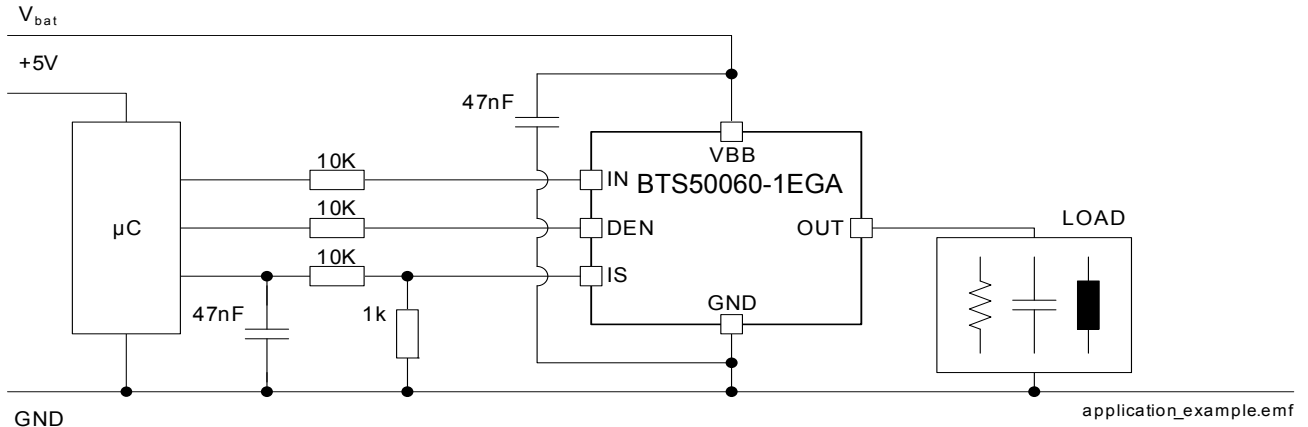 Vbat
+5V
47nF
VBB
10K
IN
BTS50060-1EGA
10K
µC
DEN
OUT
LOAD
10K
IS
47nF
1k
GND
GND
application_example.emf